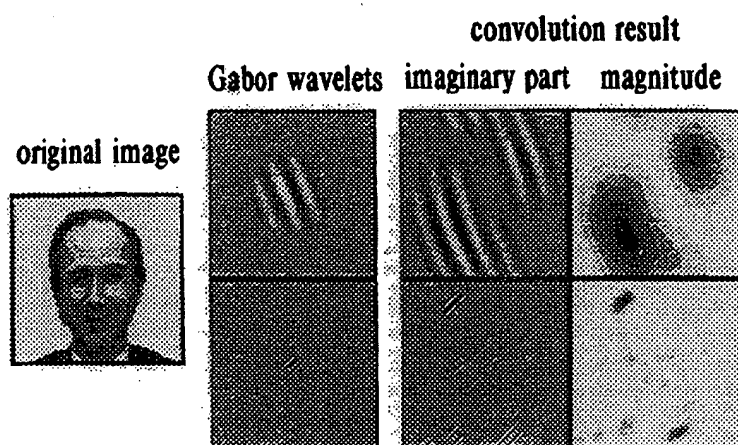 convolution result
Gabor wavelets imaginary part magnitude
original image